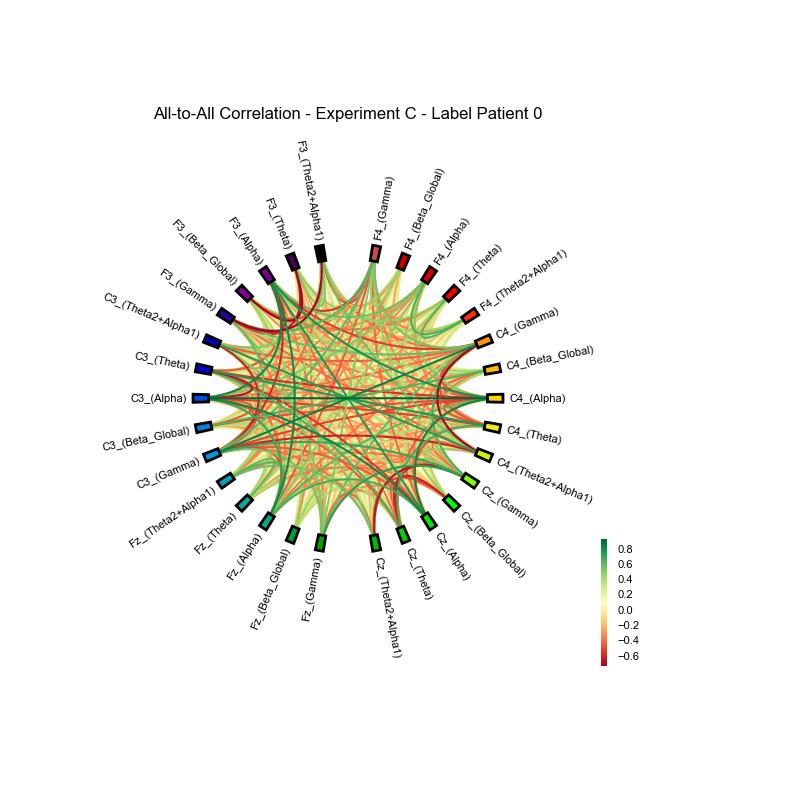 All-to-All Correlation - Experiment C - Label Patient 0
F3_(Theta2+Alpha1)
F3_(Theta)
F3_(Alpha)
F3_(Beta_Global)
F3_(Gamma)
C3_(Theta2+Alpha1)
C3_(Theta)
C3_(Alpha)
C3_(Beta_Global)
C3_(Gamma)
Fz_(Theta2+Alpha1)
Fz_(Theta)
Fz_(Alpha)
Fz_(Beta_Global)
Fz_(Gamma)
Cz_(Theta2+Alpha1)
Cz_(Theta)
Cz_(Alpha)
Cz_(Beta_Global)
Cz_(Gamma)
C4_(Theta2+Alpha1)
C4_(Theta)
C4_(Alpha)
C4_(Beta_Global)
C4_(Gamma)
F4_(Theta2+Alpha1)
F4_(Theta)
F4_(Alpha)
F4_(Beta_Global)
F4_(Gamma)
0.8
0.6
0.4
0.2
0.0
−0.2
−0.4
−0.6